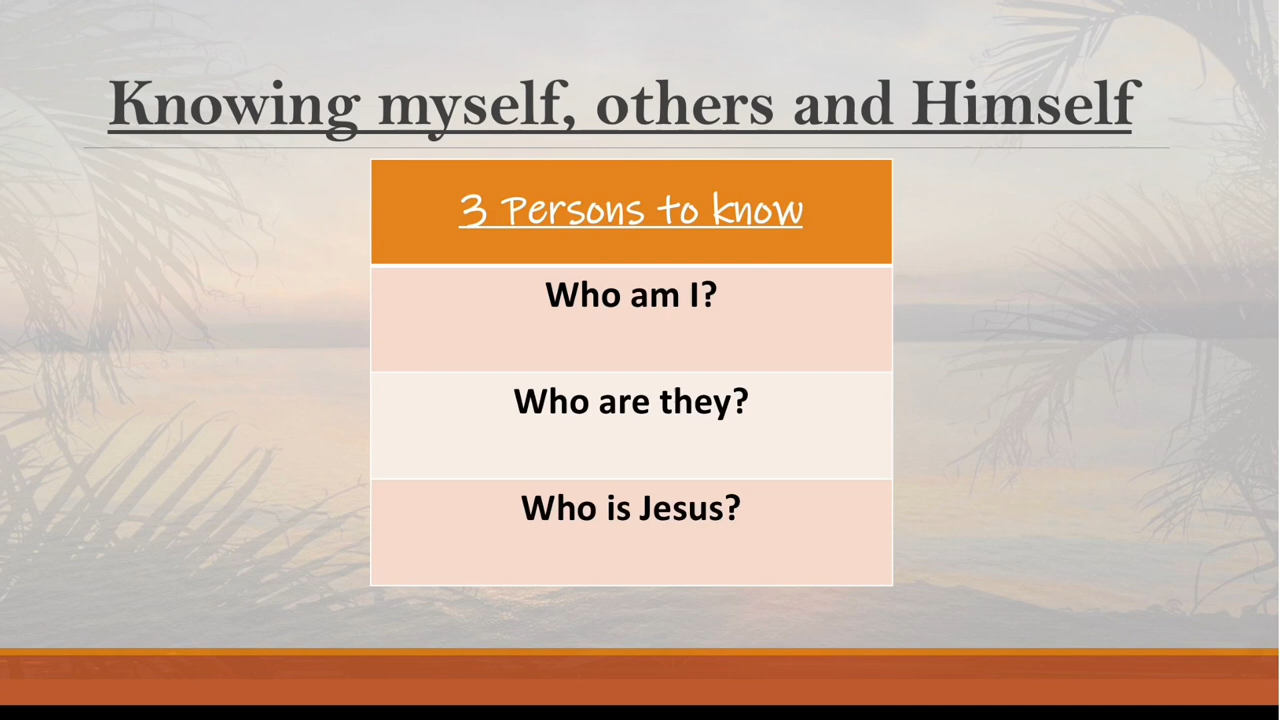 Knowing myself, others and Himself
3 Persons to know
Who am I?
Who are they?
Who is Jesus?